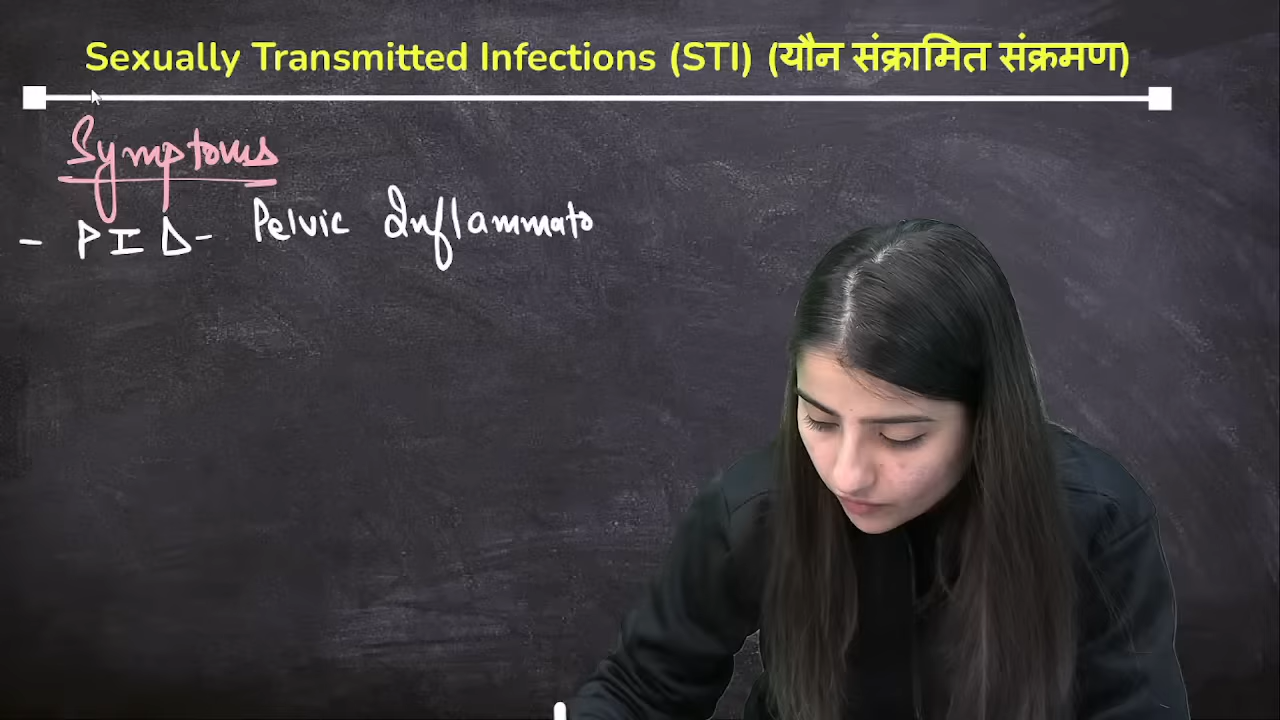 Sexually Transmitted Infections (STI) (यौन संक्रामित संक्रमण)
Symptoms
- PID- Pelvic Inflammato